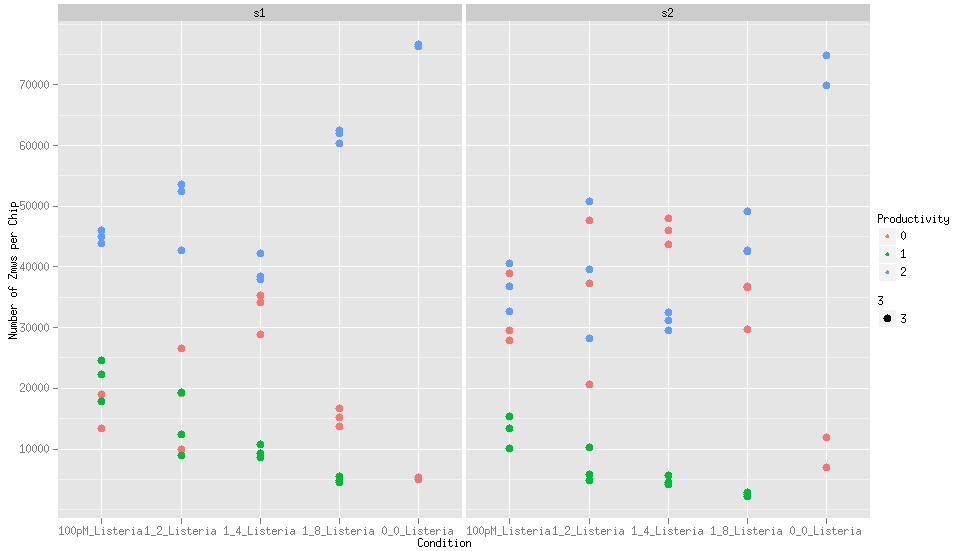 s1 s2
70000
60000
50000
40000
30000
20000
10000
Number of Zmws per Chip
100pM_Listeria 1_2_Listeria 1_4_Listeria 1_8_Listeria 0_0_Listeria 100pM_Listeria 1_2_Listeria 1_4_Listeria 1_8_Listeria 0_0_Listeria
Condition
Productivity
0
1
2
3
3